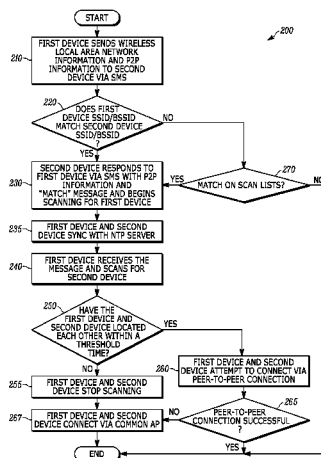 START
200
210
FIRST DEVICE SENDS WIRELESS
LOCAL AREA NETWORK
INFORMATION AND P2P
INFORMATION TO SECOND
DEVICE VIA SMS
220
DOES FIRST
DEVICE SSID/BSSID
MATCH SECOND DEVICE
SSID/BSSID
?
NO
YES
230
SECOND DEVICE RESPONDS TO
FIRST DEVICE VIA SMS WITH P2P
INFORMATION AND
"MATCH" MESSAGE AND BEGINS
SCANNING FOR FIRST DEVICE
YES
270
MATCH ON SCAN LISTS?
NO
235
FIRST DEVICE AND SECOND
DEVICE SYNC WITH NTP SERVER
240
FIRST DEVICE RECEIVES THE
MESSAGE AND SCANS FOR
SECOND DEVICE
250
HAVE THE
FIRST DEVICE AND
SECOND DEVICE LOCATED
EACH OTHER WITHIN A
THRESHOLD
TIME?
YES
NO
260
FIRST DEVICE AND SECOND
DEVICE ATTEMPT TO CONNECT VIA
PEER-TO-PEER CONNECTION
255
FIRST DEVICE AND SECOND
DEVICE STOP SCANNING
265
PEER-TO-PEER
CONNECTION SUCCESSFUL
?
NO
YES
267
FIRST DEVICE AND SECOND
DEVICE CONNECT VIA COMMON AP
END